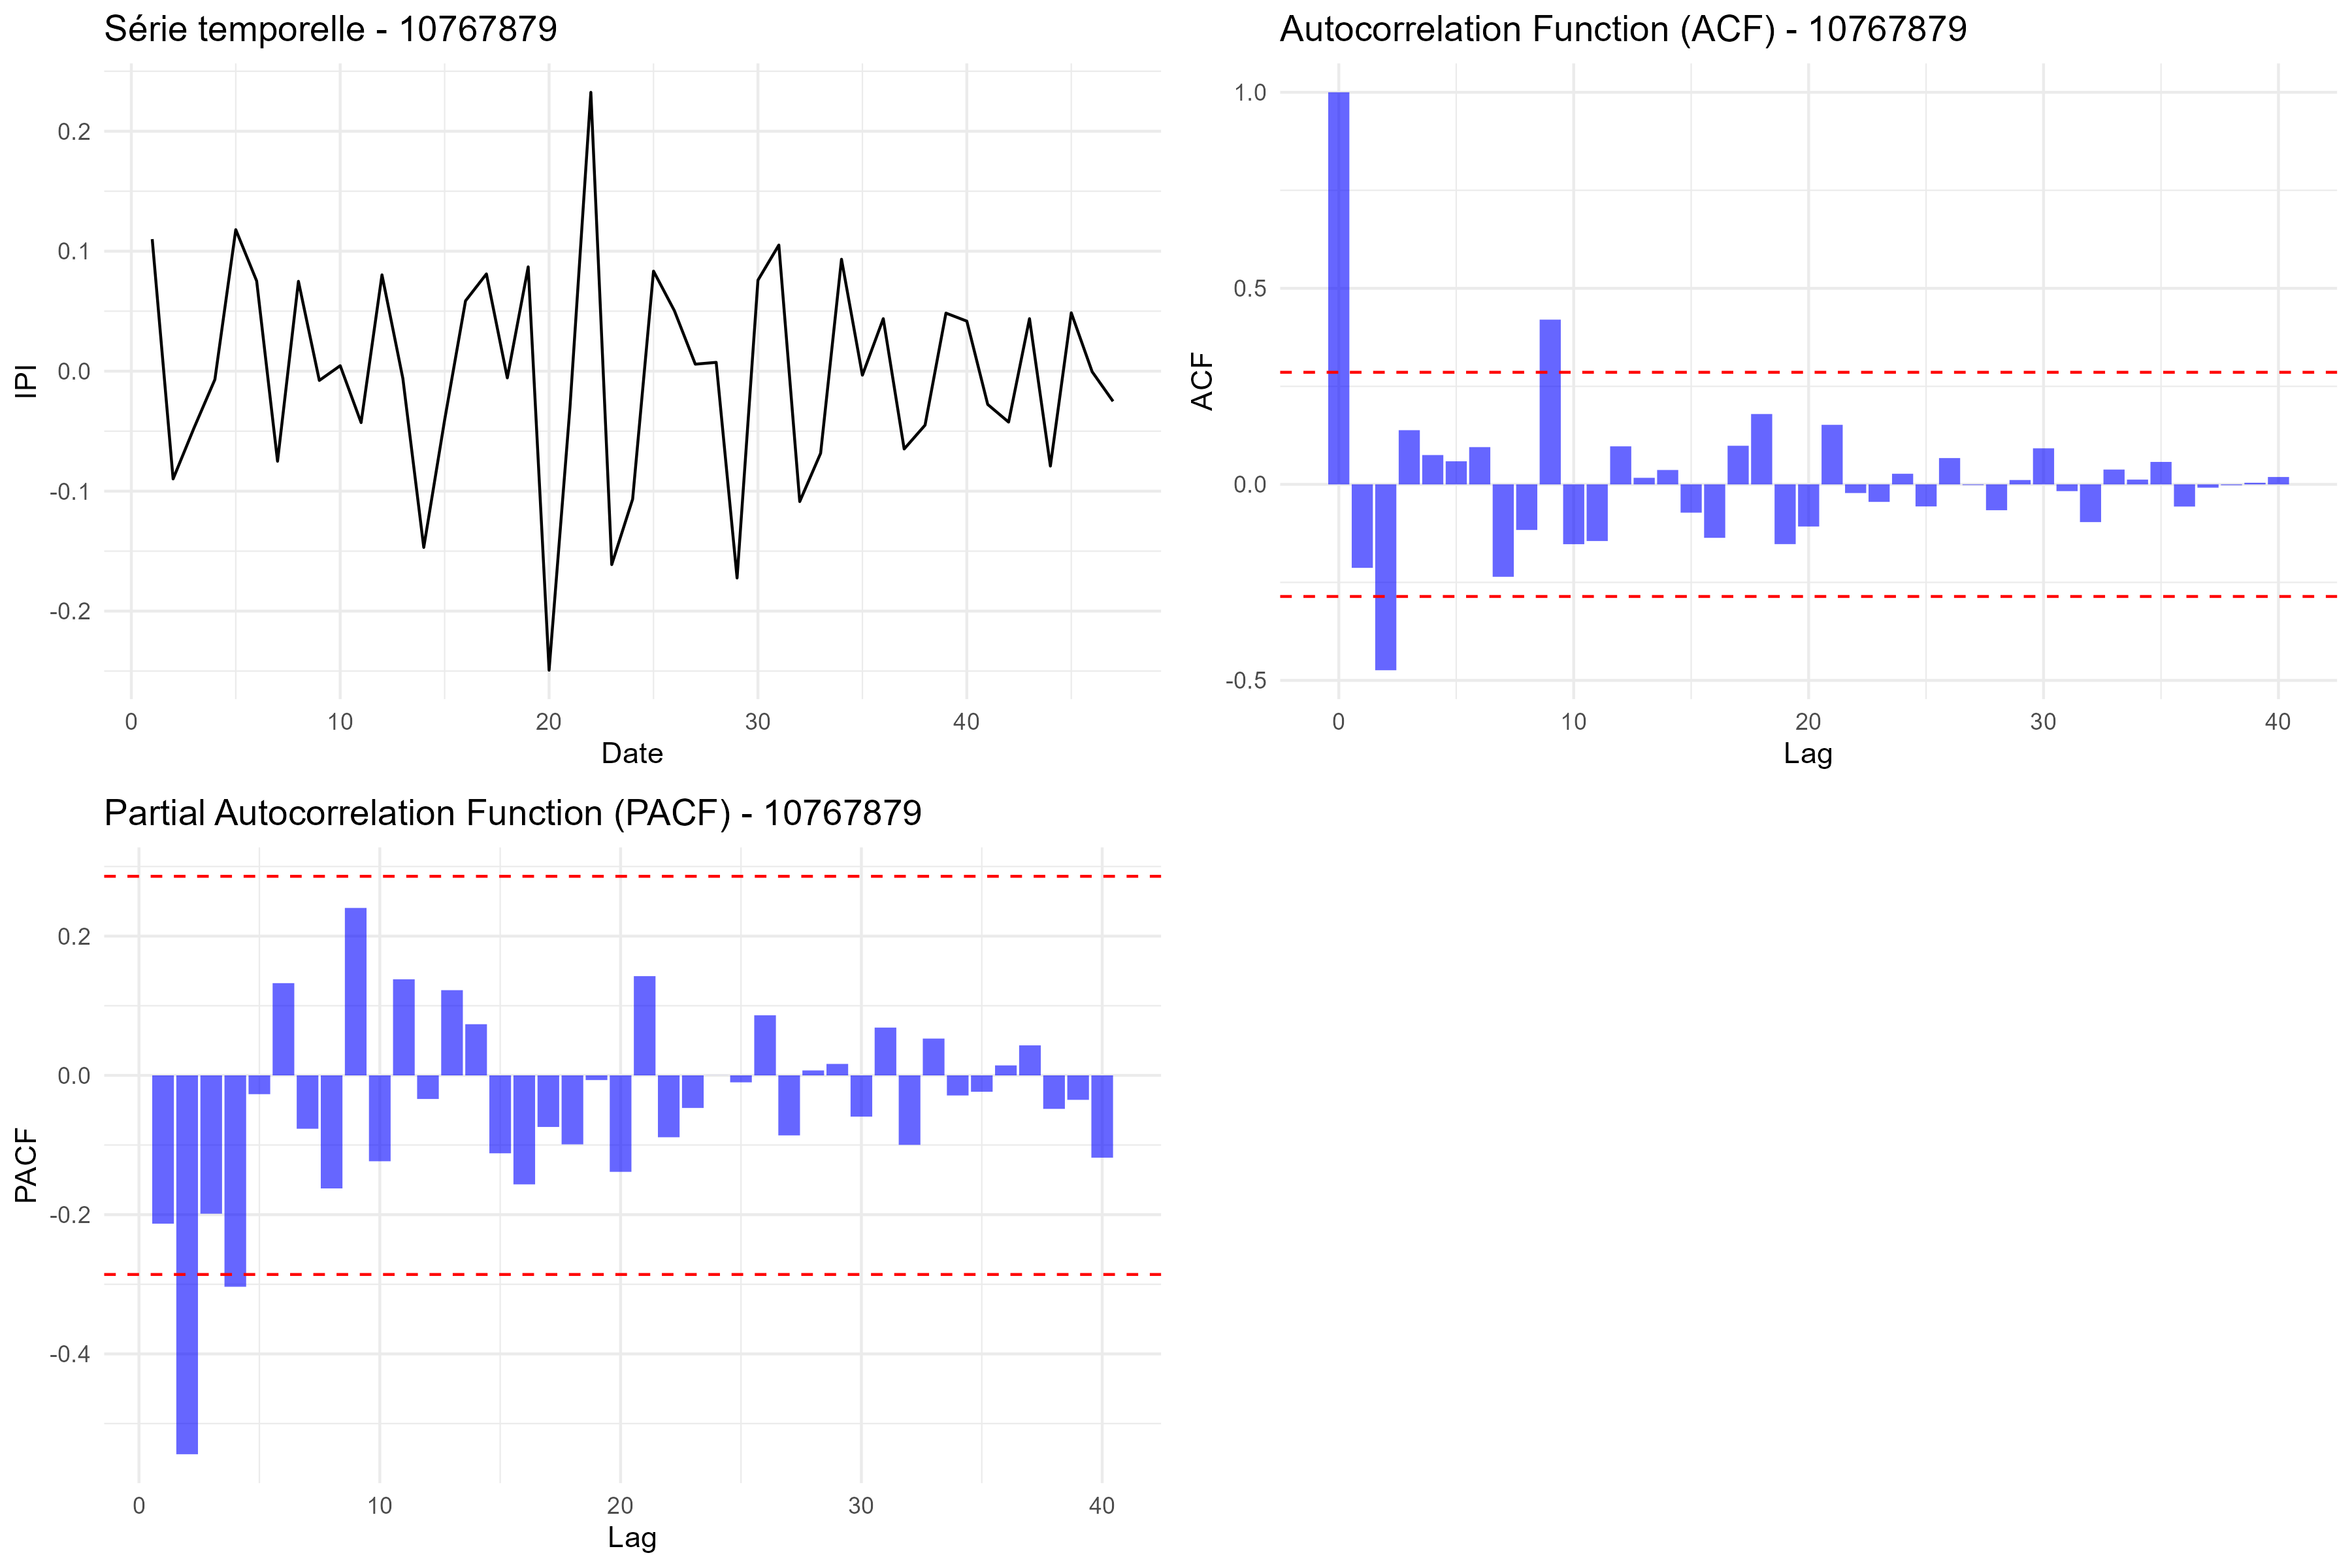 Série temporelle - 10767879
IPI
0.2
0.1
0.0
-0.1
-0.2
0 10 20 30 40
Date
Autocorrelation Function (ACF) - 10767879
ACF
1.0
0.5
0.0
-0.5
0 10 20 30 40
Lag
Partial Autocorrelation Function (PACF) - 10767879
PACF
0.2
0.0
-0.2
-0.4
0 10 20 30 40
Lag